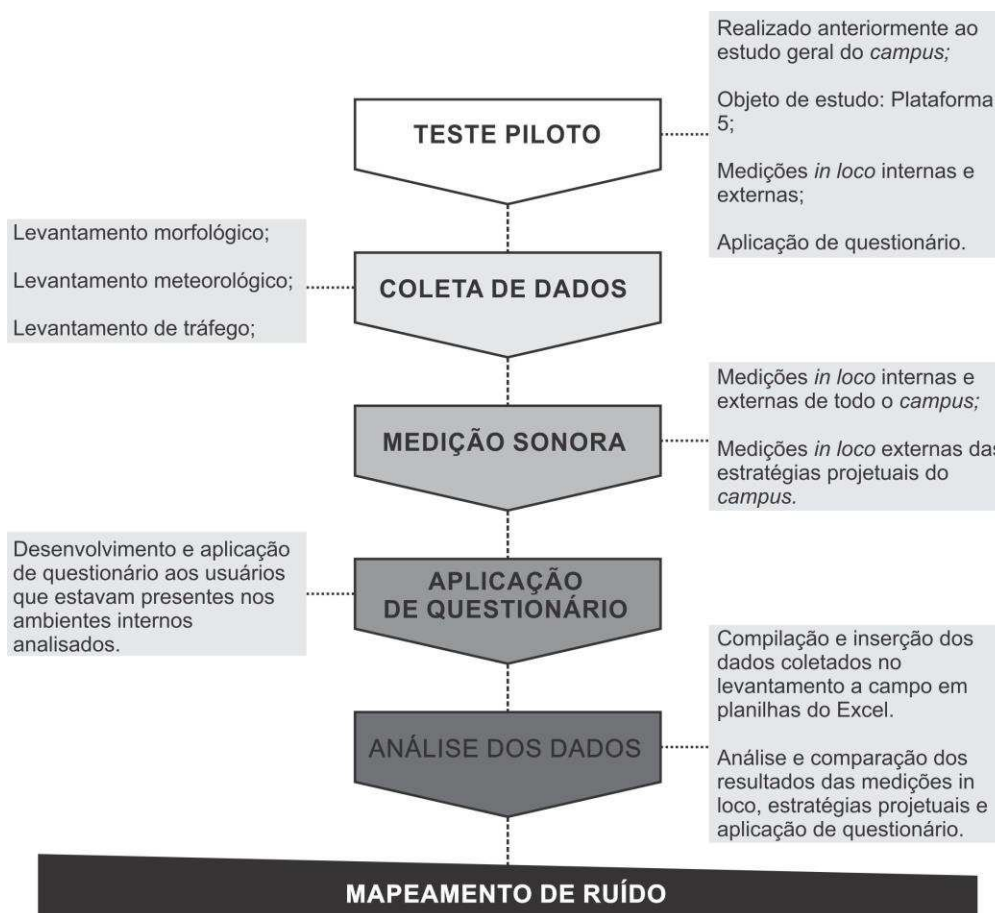 Realizado anteriormente ao
estudo geral do campus;
Objeto de estudo: Plataforma
5;
Medições in loco internas e
externas;
Aplicação de questionário.
TESTE PILOTO
Levantamento morfológico;
Levantamento meteorológico;
Levantamento de tráfego;
COLETA DE DADOS
Medições in loco internas e
externas de todo o campus;
Medições in loco externas das
estratégias projetuais do
campus.
MEDIÇÃO SONORA
Desenvolvimento e aplicação
de questionário aos usuários
que estavam presentes nos
ambientes internos
analisados.
APLICAÇÃO
DE QUESTIONÁRIO
Compilação e inserção dos
dados coletados no
levantamento a campo em
planilhas do Excel.
Análise e comparação dos
resultados das medições in
loco, estratégias projetuais e
aplicação de questionário.
ANÁLISE DOS DADOS
MAPEAMENTO DE RUÍDO